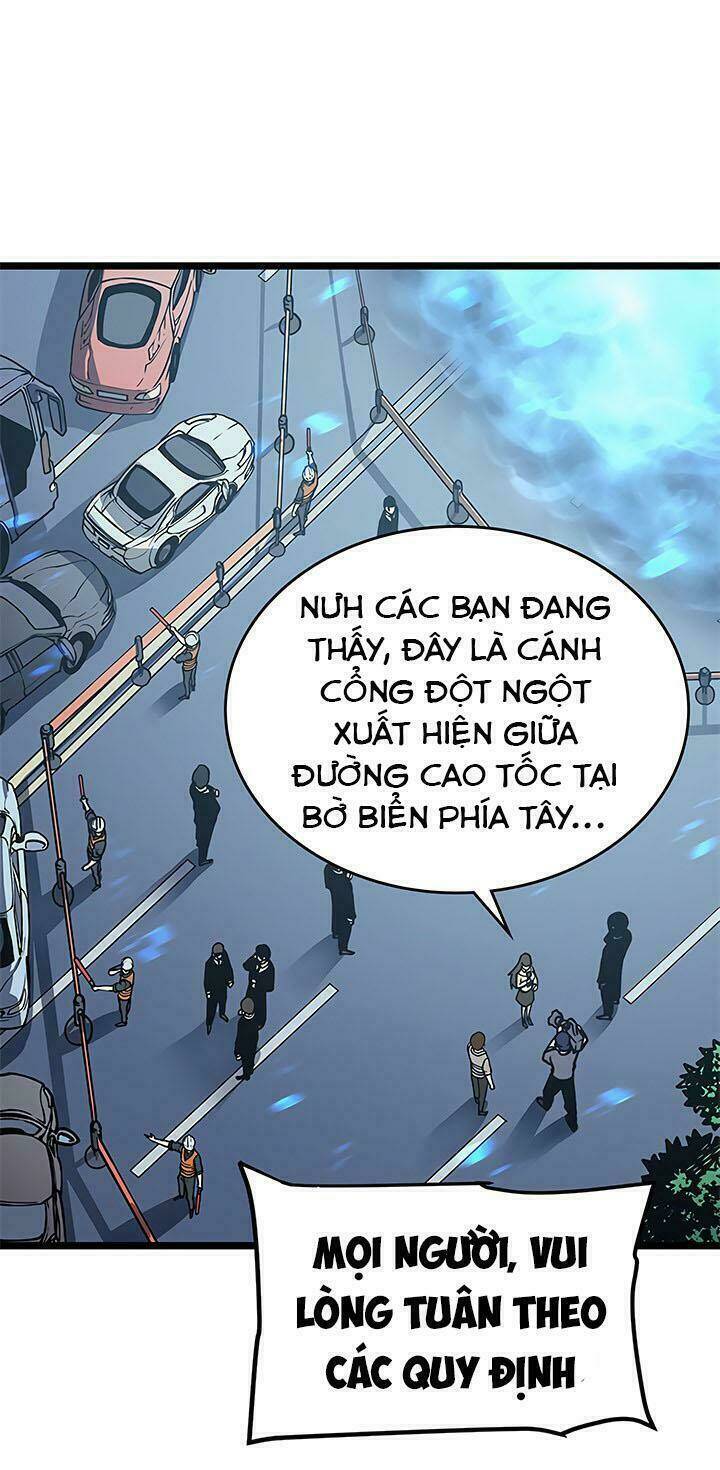 NƯH CÁC BẠN ĐANG
THẤY, ĐÂY LÀ CÁNH
CỔNG ĐỘT NGỘT
XUẤT HIỆN GIỮA
ĐƯỜNG CAO TỐC TẠI
BỜ BIỂN PHÍA TÂY...
MỌI NGƯỜI, VUI
LÒNG TUÂN THEO
CÁC QUY ĐỊNH